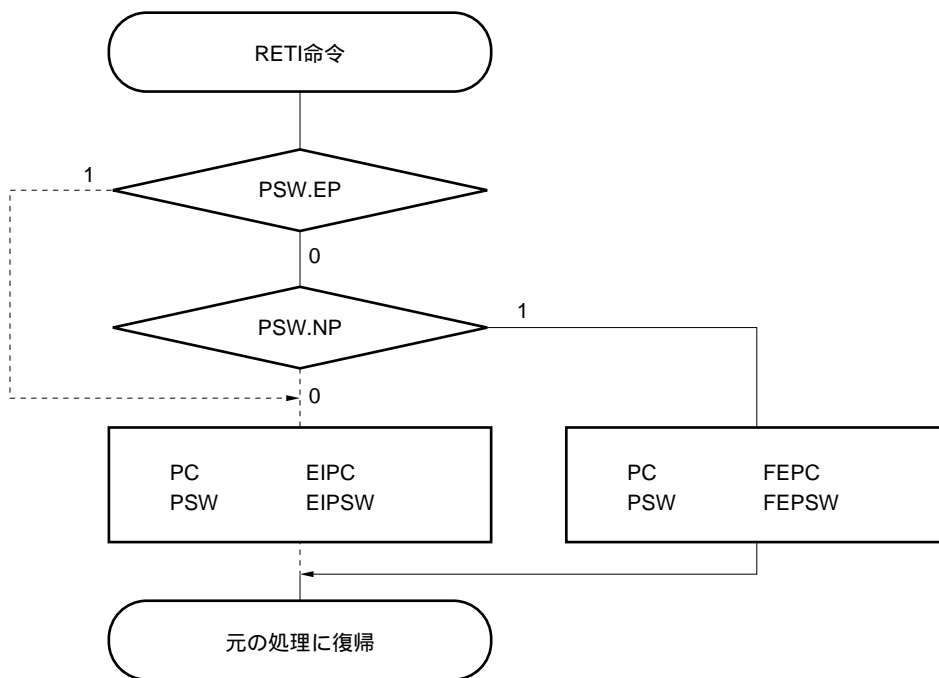 RETI命令
PSW.EP
1
0
PSW.NP
1
0
PC EIPC
PSW EIPSW
PC FEPC
PSW FEPSW
元の処理に復帰